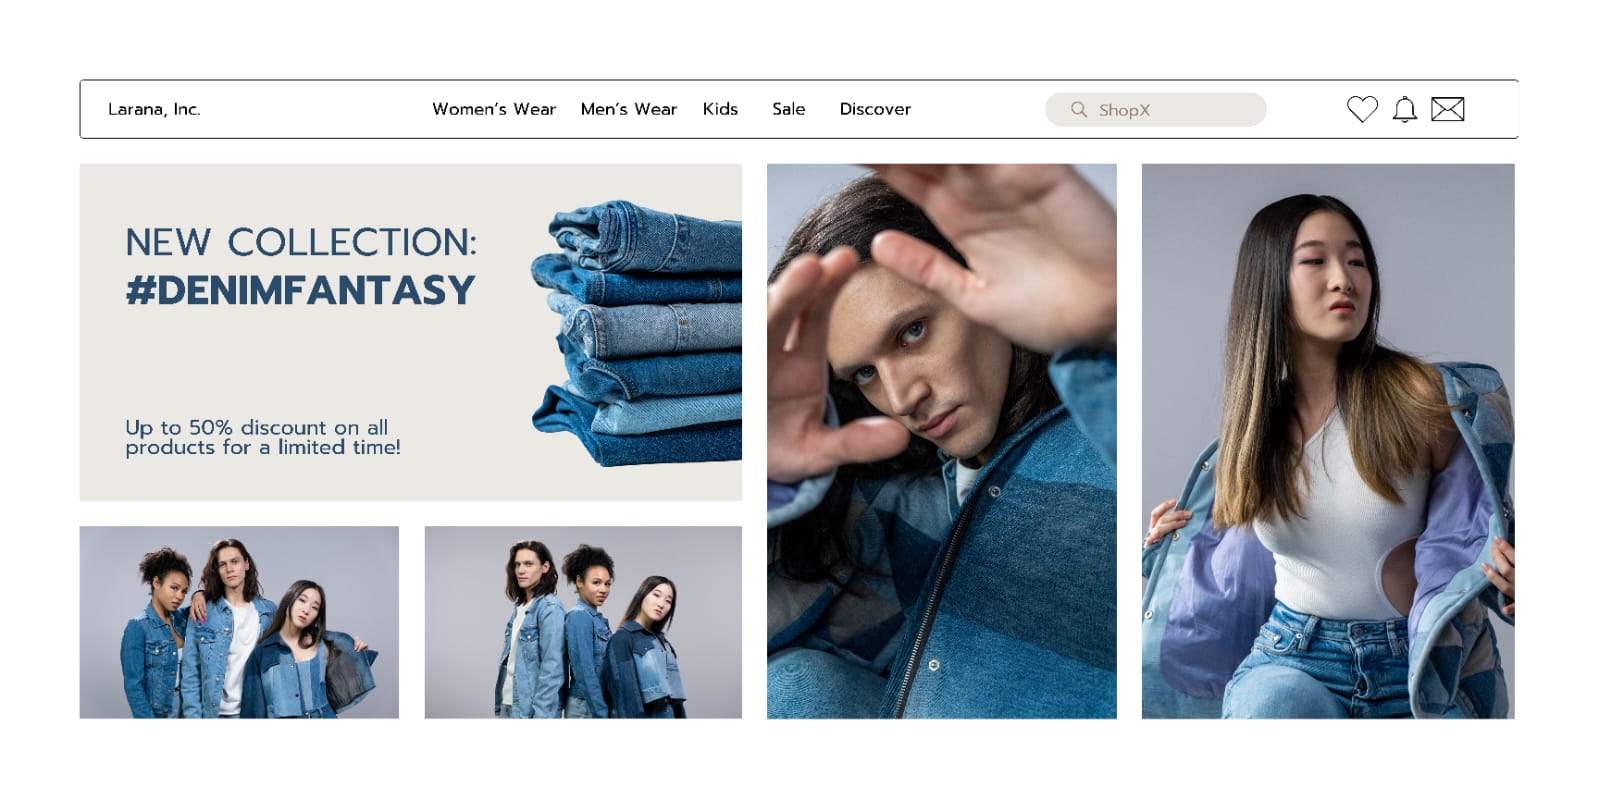 Larana, Inc.
Women's Wear
Men's Wear
Kids
Sale
Discover
ShopX
NEW COLLECTION:
#DENIMFANTASY
Up to 50% discount on all
products for a limited time!